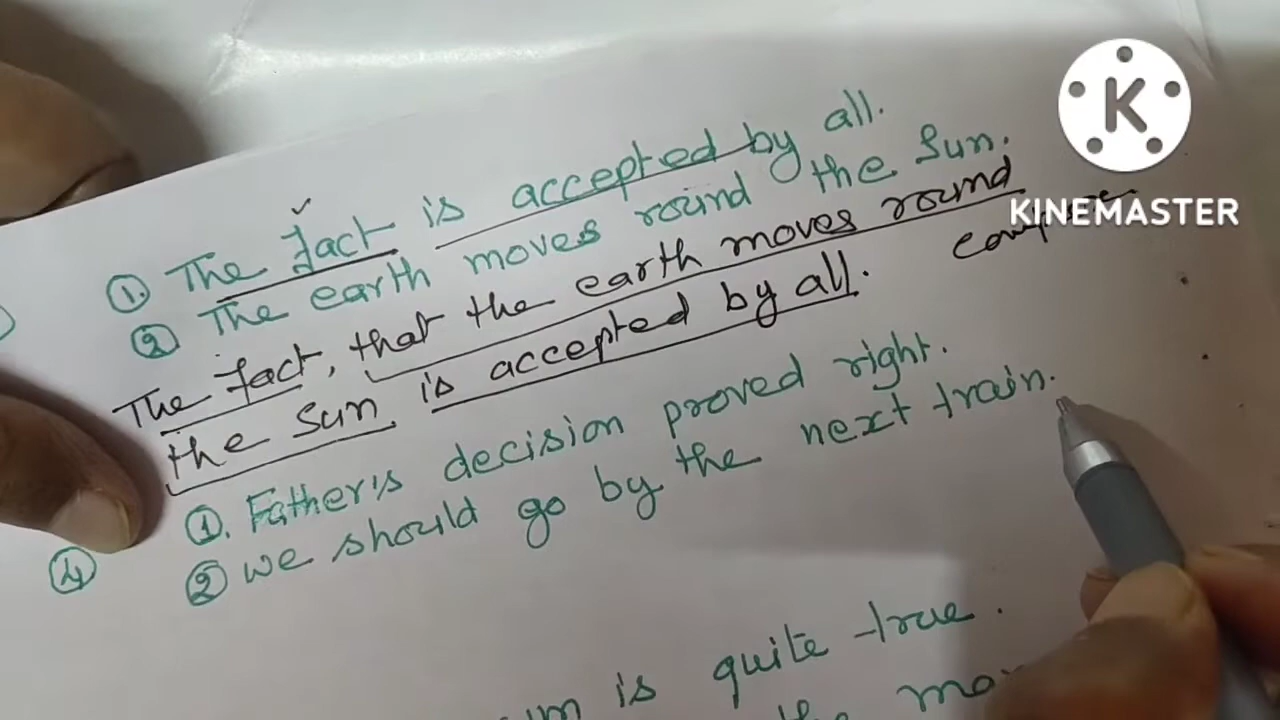 ① The fact is accepted by all.
② The earth moves round the Sun.
The fact, that the earth moves round
the Sun is accepted by all.
④
①. Father's decision proved right.
② we should go by the next train.
is quite true.
the
K
KINEMASTER